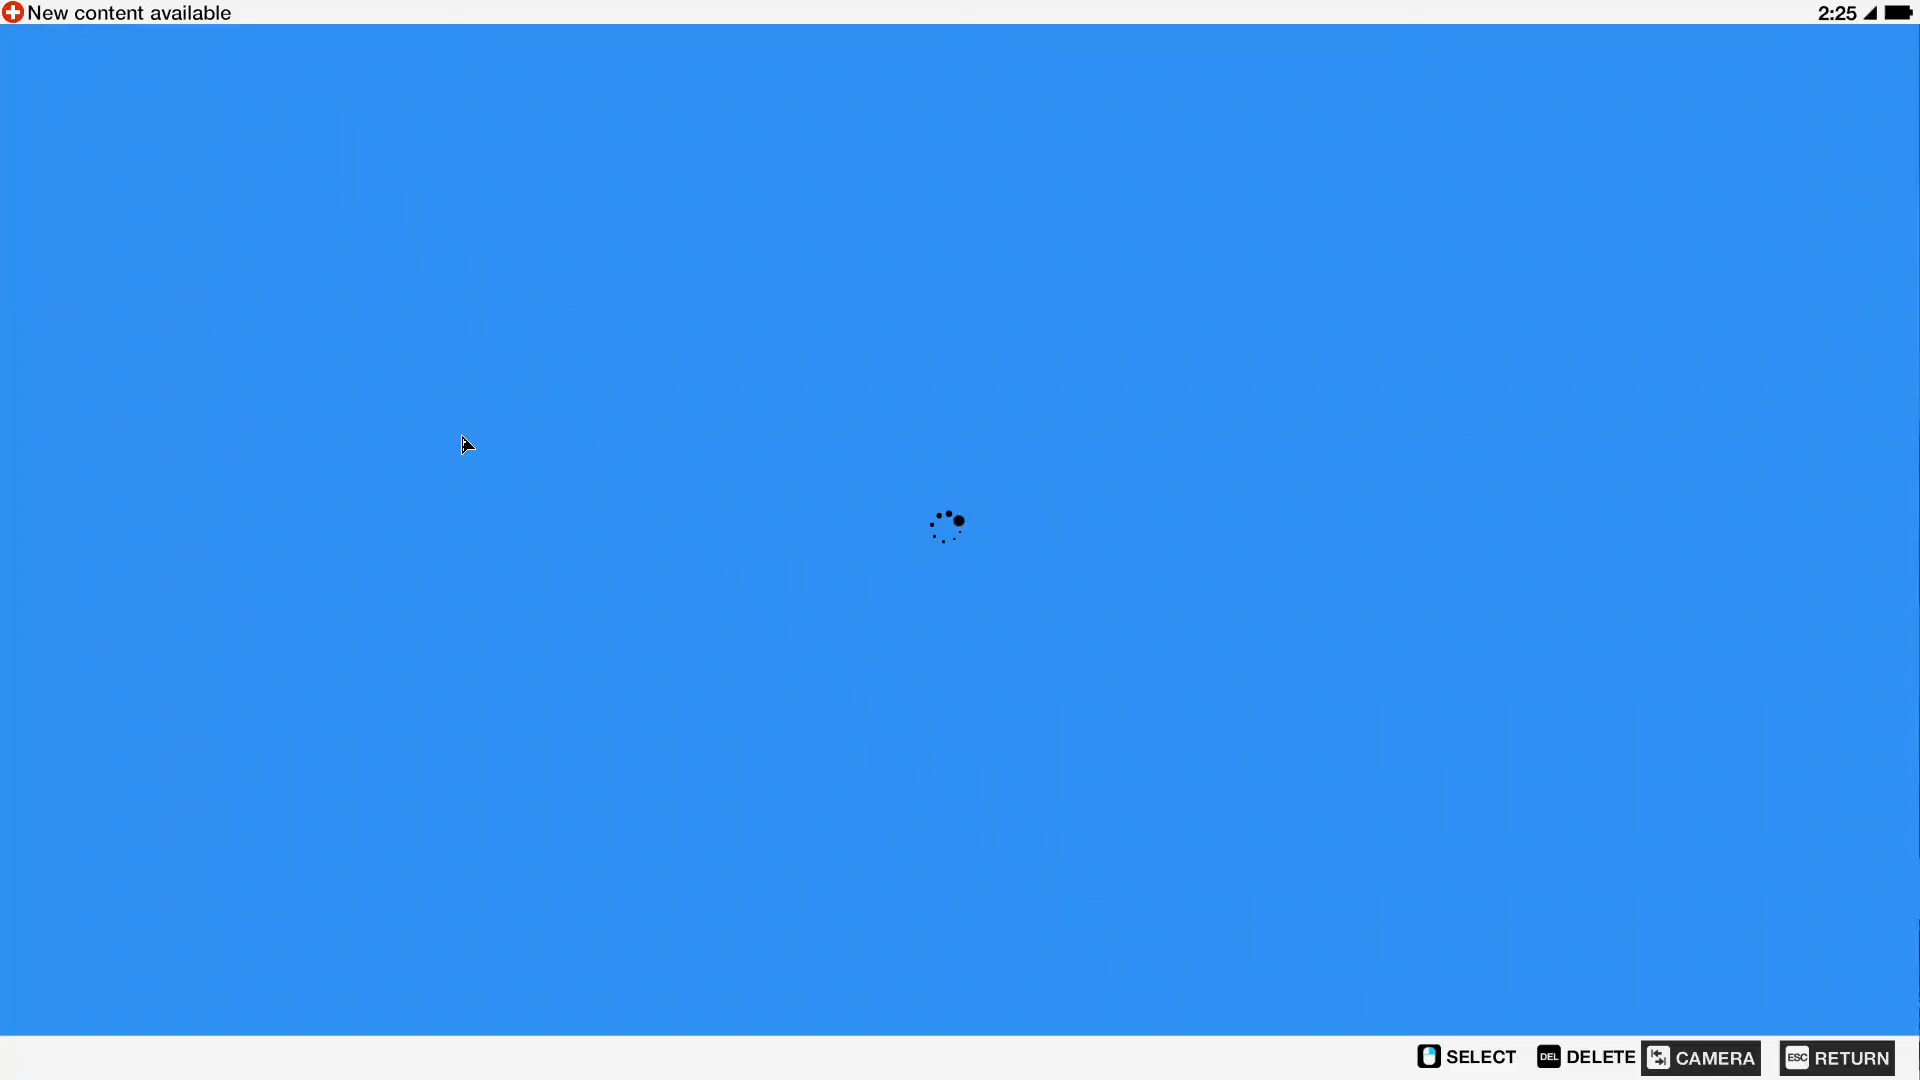 New content available
2:25
SELECT
DEL DELETE
CAMERA
ESC RETURN